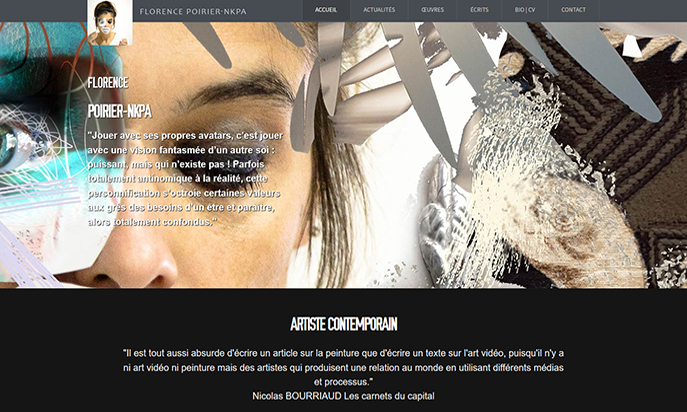 FLORENCE POIRIER·NKPA
ACCUEIL
ACTUALITÉS
ŒUVRES
ÉCRITS
BIO | CV
CONTACT
FLORENCE
POIRIER-NKPA
"Jouer avec ses propres avatars, c'est jouer
avec une vision fantasmée d'un autre soi :
puissant, mais qui n'existe pas ! Parfois
totalement antinomique à la réalité, cette
personnification s'octroie certaines valeurs
aux grés des besoins d'un être et paraitre,
alors totalement confondus."
ARTISTE CONTEMPORAIN
"Il est tout aussi absurde d'écrire un article sur la peinture que d'écrire un texte sur l'art vidéo, puisqu'il n'y a
ni art vidéo ni peinture mais des artistes qui produisent une relation au monde en utilisant différents médias
et processus."
Nicolas BOURRIAUD Les carnets du capital